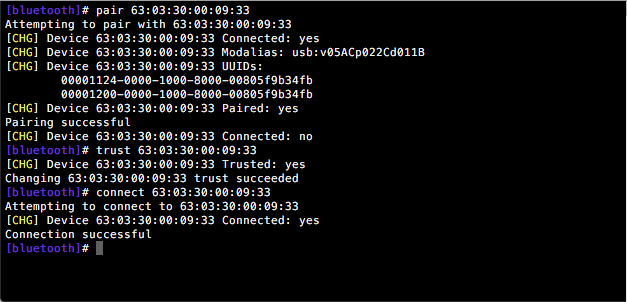 [bluetooth]# pair 63:03:30:00:09:33
Attempting to pair with 63:03:30:00:09:33
[CHG] Device 63:03:30:00:09:33 Connected: yes
[CHG] Device 63:03:30:00:09:33 Modalias: usb:v05ACp022Cd011B
[CHG] Device 63:03:30:00:09:33 UUIDs:
00001124-0000-1000-8000-00805f9b34fb
00001200-0000-1000-8000-00805f9b34fb
[CHG] Device 63:03:30:00:09:33 Paired: yes
Pairing successful
[CHG] Device 63:03:30:00:09:33 Connected: no
[bluetooth]# trust 63:03:30:00:09:33
[CHG] Device 63:03:30:00:09:33 Trusted: yes
Changing 63:03:30:00:09:33 trust succeeded
[bluetooth]# connect 63:03:30:00:09:33
Attempting to connect to 63:03:30:00:09:33
[CHG] Device 63:03:30:00:09:33 Connected: yes
Connection successful
[bluetooth]#